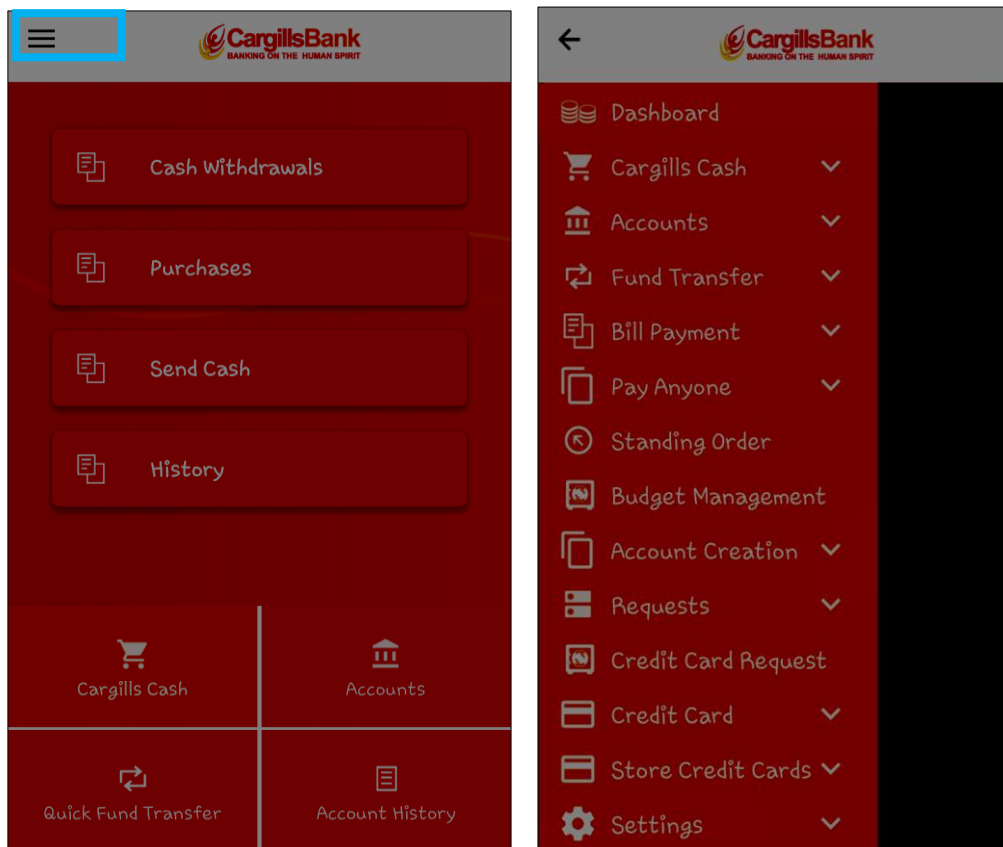 CargillsBank
BANKING ON THE HUMAN SPIRIT
Cash Withdrawals
Purchases
Send Cash
History
Cargills Cash
Accounts
Quick Fund Transfer
Account History
CargillsBank
BANKING ON THE HUMAN SPIRIT
Dashboard
Cargills Cash
Accounts
Fund Transfer
Bill Payment
Pay Anyone
Standing Order
Budget Management
Account Creation
Requests
Credit Card Request
Credit Card
Store Credit Cards
Settings